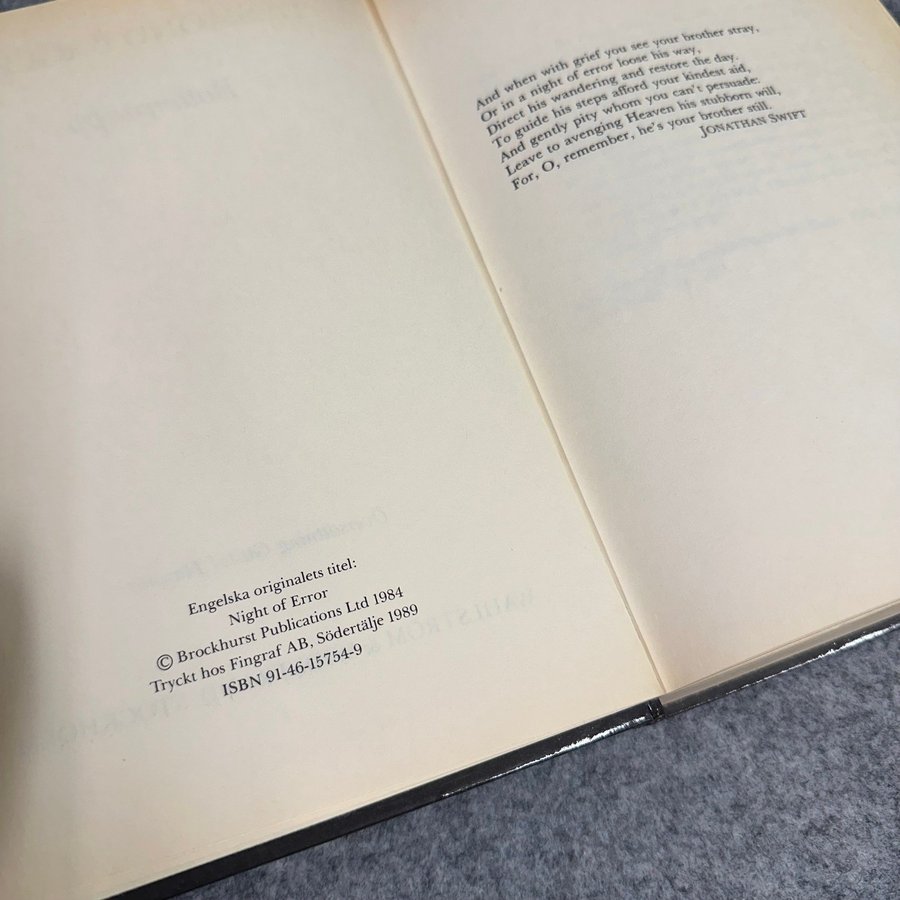 Engelska originalets titel:
Night of Error
© Brockhurst Publications Ltd 1984
Tryckt hos Fingraf AB, Södertälje 1989
ISBN 91-46-15754-9
And when with grief you see your brother stray,
Or in a night of error loose his way,
Direct his wandering and restore the day.
To guide his steps afford your kindest aid,
And gently pity whom you can't persuade:
Leave to avenging Heaven his stubborn will,
For, O, remember, he's your brother still.
JONATHAN SWIFT